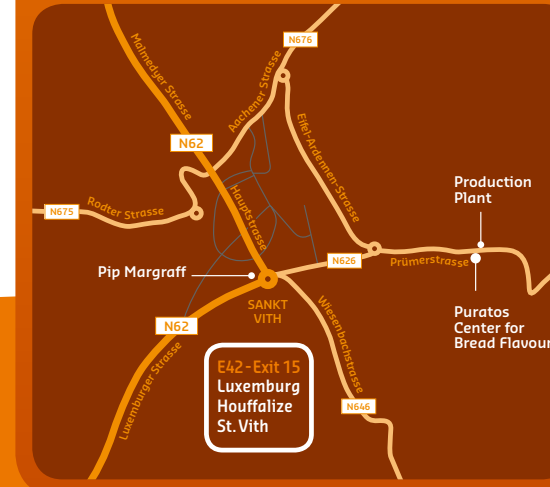 N676
Malmedyer Strasse
Aachener Strasse
N62
Eifel-Ardennen-Strasse
Production
Plant
N675
Rodter Strasse
Hauptstrasse
N626
Prümerstrasse
Pip Margraff
SANKT
VITH
Puratos
Center for
Bread Flavour
N62
Wiesenbachstrasse
Luxemburger Strasse
E42-Exit 15
Luxemburg
Houffalize
St.Vith
N646